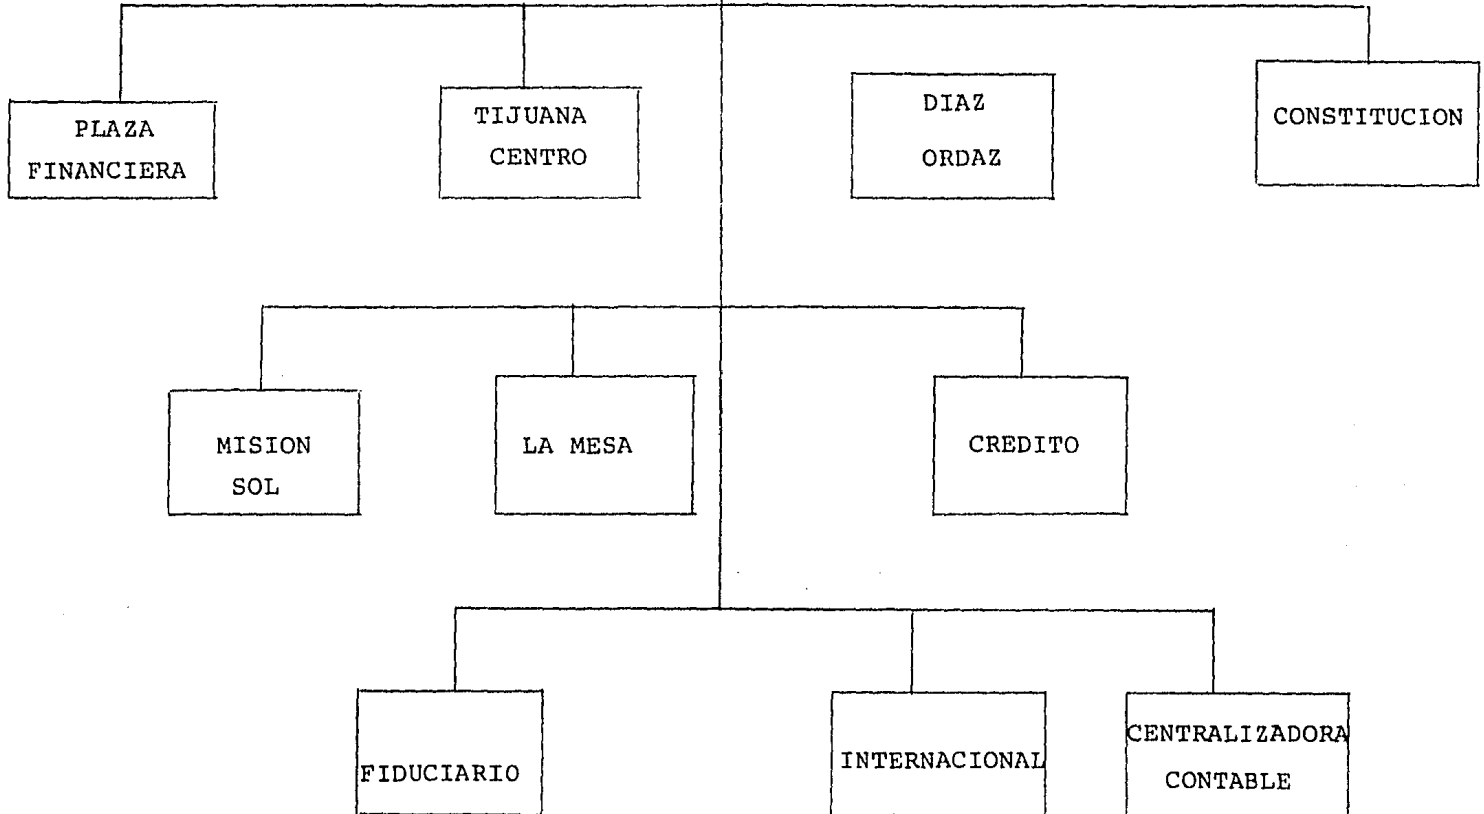 PLAZA
FINANCIERA
TIJUANA
CENTRO
DIAZ
ORDAZ
CONSTITUCION
MISION
SOL
LA MESA
CREDITO
FIDUCIARIO
INTERNACIONAL
CENTRALIZADORA
CONTABLE